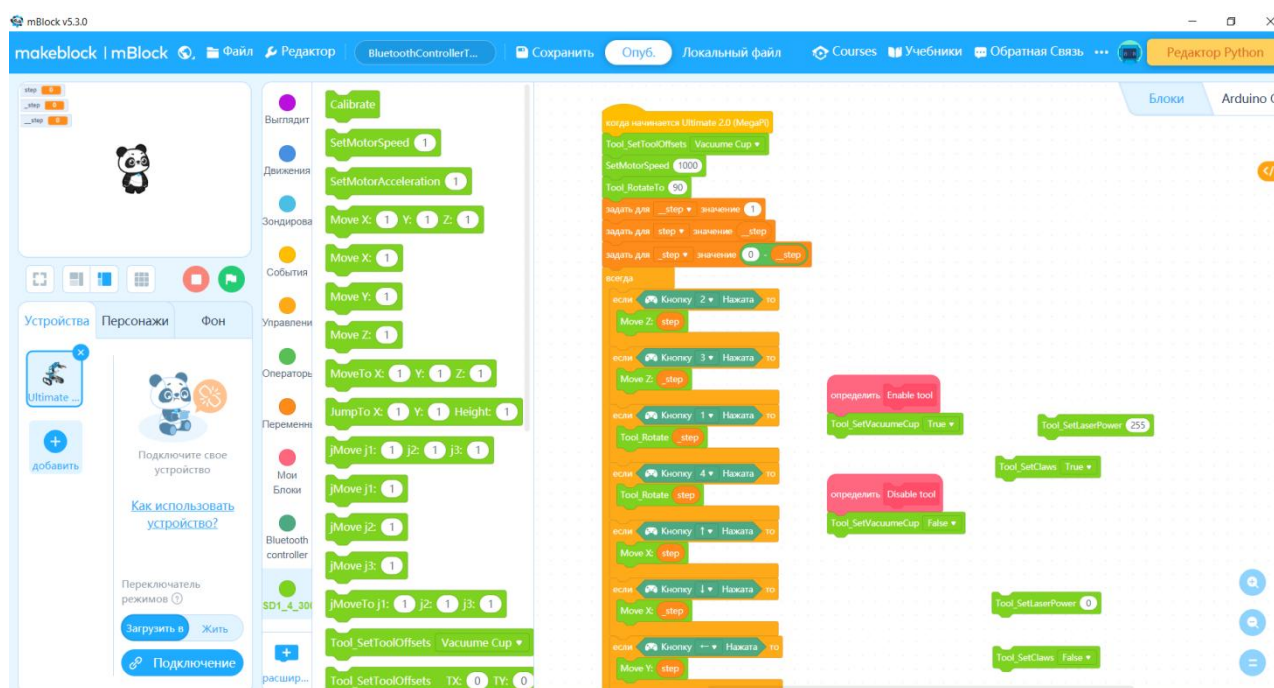 mBlock v5.3.0
makeblock | mBlock Файл Редактор BluetoothControllerT... Сохранить Опуб. Локальный файл Courses Учебники Обратная Связь ••• Редактор Python
step 0
_step 0
__step 0
Блоки Arduino C
Устройства Персонажи Фон
Ultimate ...
добавить
Подключите свое
устройство
Как использовать
устройство?
Переключатель
режимов ?
Загрузить в Жить
Подключение
Выглядит
Движения
Зондирова
События
Управлени
Операторы
Переменны
Мои
Блоки
Bluetooth
controller
SD1_4_300
расшир...
Calibrate
SetMotorSpeed 1
SetMotorAcceleration 1
Move X: 1 Y: 1 Z: 1
Move X: 1
Move Y: 1
Move Z: 1
MoveTo X: 1 Y: 1 Z: 1
JumpTo X: 1 Y: 1 Height: 1
jMove j1: 1 j2: 1 j3: 1
jMove j1: 1
jMove j2: 1
jMove j3: 1
jMoveTo j1: 1 j2: 1 j3: 1
Tool_SetToolOffsets Vacuume Cup
Tool_SetToolOffsets TX: 0 TY: 0
когда начинается Ultimate 2.0 (MegaPi)
Tool_SetToolOffsets Vacuume Cup
SetMotorSpeed 1000
Tool_RotateTo 90
задать для __step значение 1
задать для step значение __step
задать для _step значение 0 - __step
всегда
если Кнопку 2 Нажата то
Move Z: step
если Кнопку 3 Нажата то
Move Z: _step
если Кнопку 1 Нажата то
Tool_Rotate _step
если Кнопку 4 Нажата то
Tool_Rotate step
если Кнопку ↑ Нажата то
Move X: step
если Кнопку ↓ Нажата то
Move X: _step
если Кнопку ← Нажата то
Move Y: step
определить Enable tool
Tool_SetVacuumeCup True
определить Disable tool
Tool_SetVacuumeCup False
Tool_SetLaserPower 255
Tool_SetClaws True
Tool_SetLaserPower 0
Tool_SetClaws False